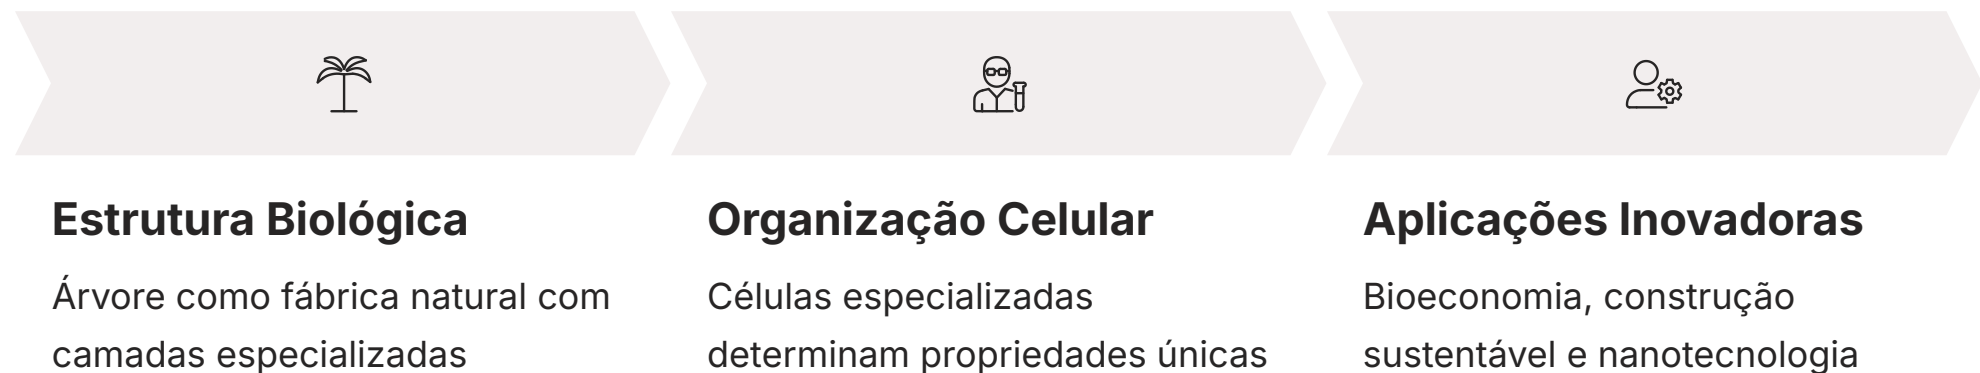 Estrutura Biológica
Árvore como fábrica natural com
camadas especializadas
Organização Celular
Células especializadas
determinam propriedades únicas
Aplicações Inovadoras
Bioeconomia, construção
sustentável e nanotecnologia